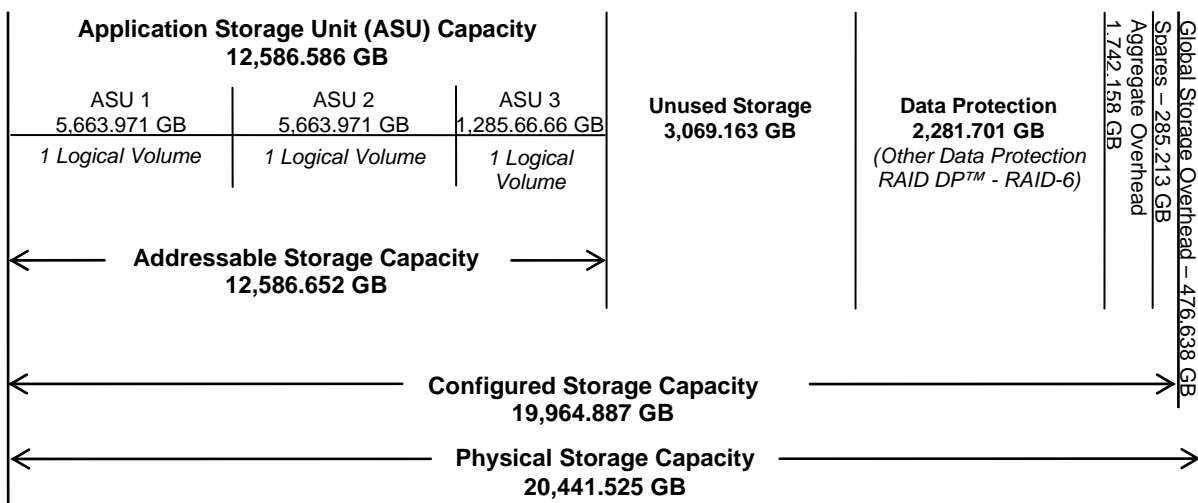 Application Storage Unit (ASU) Capacity
12,586.586 GB
ASU 1
5,663.971 GB
1 Logical Volume
ASU 2
5,663.971 GB
1 Logical Volume
ASU 3
1,285.66.66 GB
1 Logical
Volume
Unused Storage
3,069.163 GB
Data Protection
2,281.701 GB
(Other Data Protection
RAID DP™ - RAID-6)
Aggregate Overhead
1.742.158 GB
Spares – 285.213 GB
Global Storage Overhead – 476,638 GB
Addressable Storage Capacity
12,586.652 GB
Configured Storage Capacity
19,964.887 GB
Physical Storage Capacity
20,441.525 GB